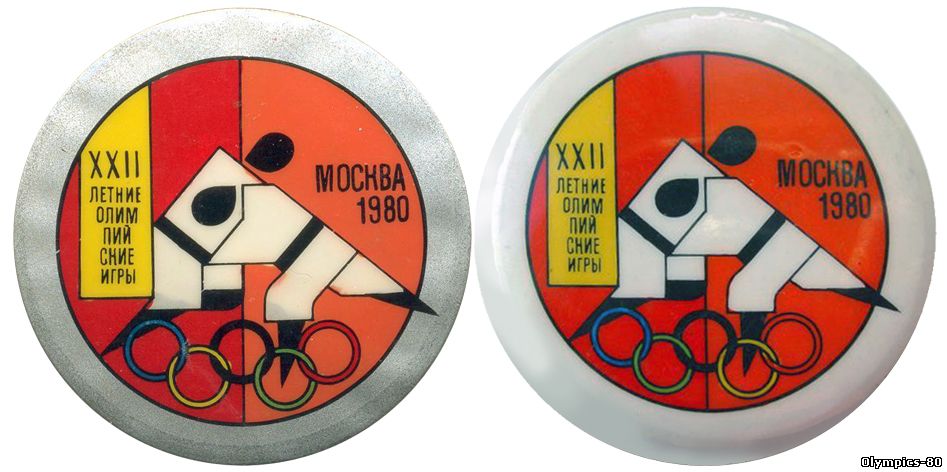 XXII
ЛЕТНИЕ
ОЛИМ
ПИЙ
СКИЕ
ИГРЫ
МОСКВА
1980
XXII
ЛЕТНИЕ
ОЛИМ
ПИЙ
СКИЕ
ИГРЫ
МОСКВА
1980
Olympics-80